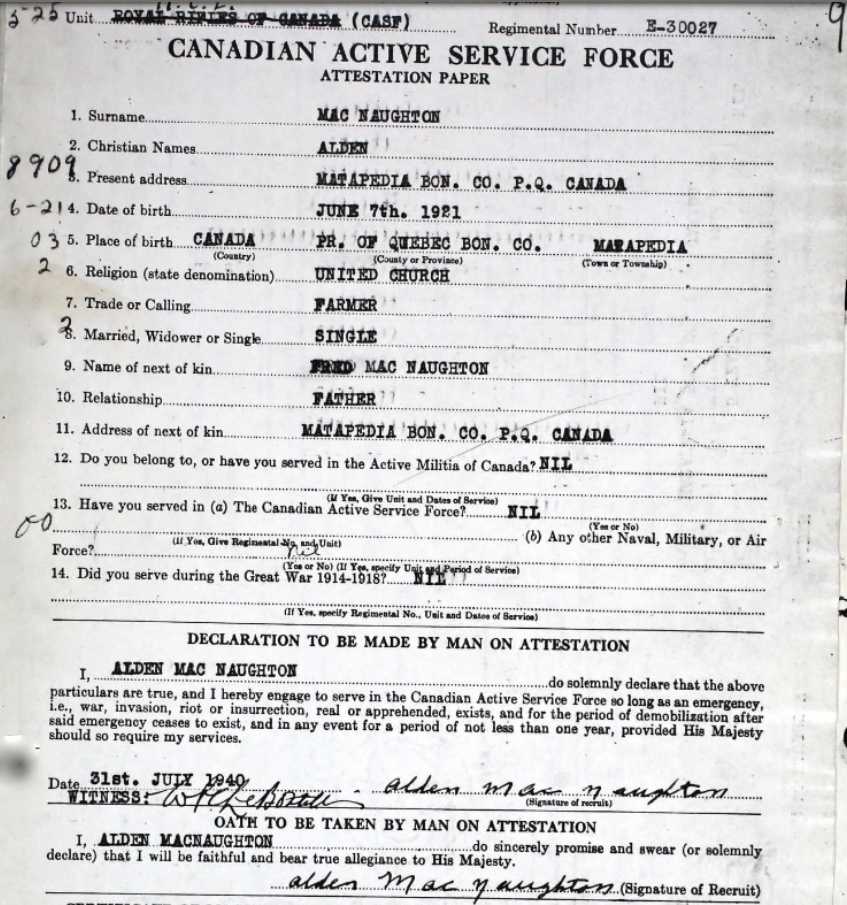 3-25 Unit ROYAL RIFLES OF CANADA (CASF) Regimental Number E-30027
CANADIAN ACTIVE SERVICE FORCE
ATTESTATION PAPER
1. Surname MAC NAUGHTON
2. Christian Names ALDEN
8909
3. Present address MATAPEDIA BON. CO. P.Q. CANADA
6-21 4. Date of birth JUNE 7th. 1921
03 5. Place of birth CANADA PR. OF QUEBEC BON. CO. MATAPEDIA
(Country) (County or Province) (Town or Township)
2 6. Religion (state denomination) UNITED CHURCH
7. Trade or Calling FARMER
2 8. Married, Widower or Single SINGLE
9. Name of next of kin FRED MAC NAUGHTON
10. Relationship FATHER
11. Address of next of kin MATAPEDIA BON. CO. P.Q. CANADA
12. Do you belong to, or have you served in the Active Militia of Canada? NIL
(If Yes, Give Unit and Dates of Service)
13. Have you served in (a) The Canadian Active Service Force? NIL
(Yes or No)
00
(If Yes, Give Regimental No. and Unit) (b) Any other Naval, Military, or Air
Force? nil
(Yes or No) (If Yes, specify Unit and Period of Service)
14. Did you serve during the Great War 1914-1918? NIL
(If Yes, specify Regimental No., Unit and Dates of Service)
DECLARATION TO BE MADE BY MAN ON ATTESTATION
I, ALDEN MAC NAUGHTON do solemnly declare that the above
particulars are true, and I hereby engage to serve in the Canadian Active Service Force so long as an emergency,
i.e., war, invasion, riot or insurrection, real or apprehended, exists, and for the period of demobilization after
said emergency ceases to exist, and in any event for a period of not less than one year, provided His Majesty
should so require my services.
Date 31st. JULY 1940 Alden Mac Naughton
WITNESS: (Signature of recruit)
OATH TO BE TAKEN BY MAN ON ATTESTATION
I, ALDEN MACNAUGHTON do sincerely promise and swear (or solemnly
declare) that I will be faithful and bear true allegiance to His Majesty.
Alden Mac Naughton (Signature of Recruit)